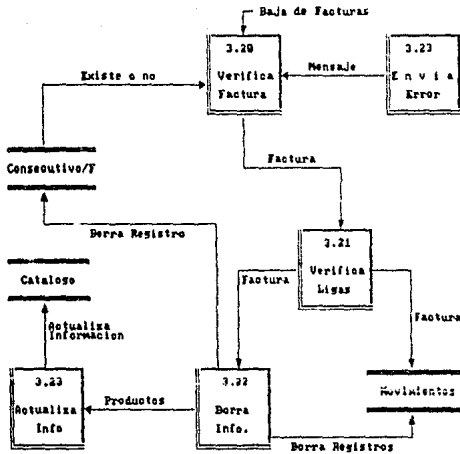 Baja de Facturas
3.20
Verifica
Factura
Mensaje
3.23
Envia
Error
Existe o no
Consecutivo/F
Factura
Borra Registro
3.21
Verifica
Ligas
Catalogo
Factura
Factura
Actualiza
Informacion
3.23
Actualiza
Info
Productos
3.22
Borra
Info.
Movimientos
Borra Registros